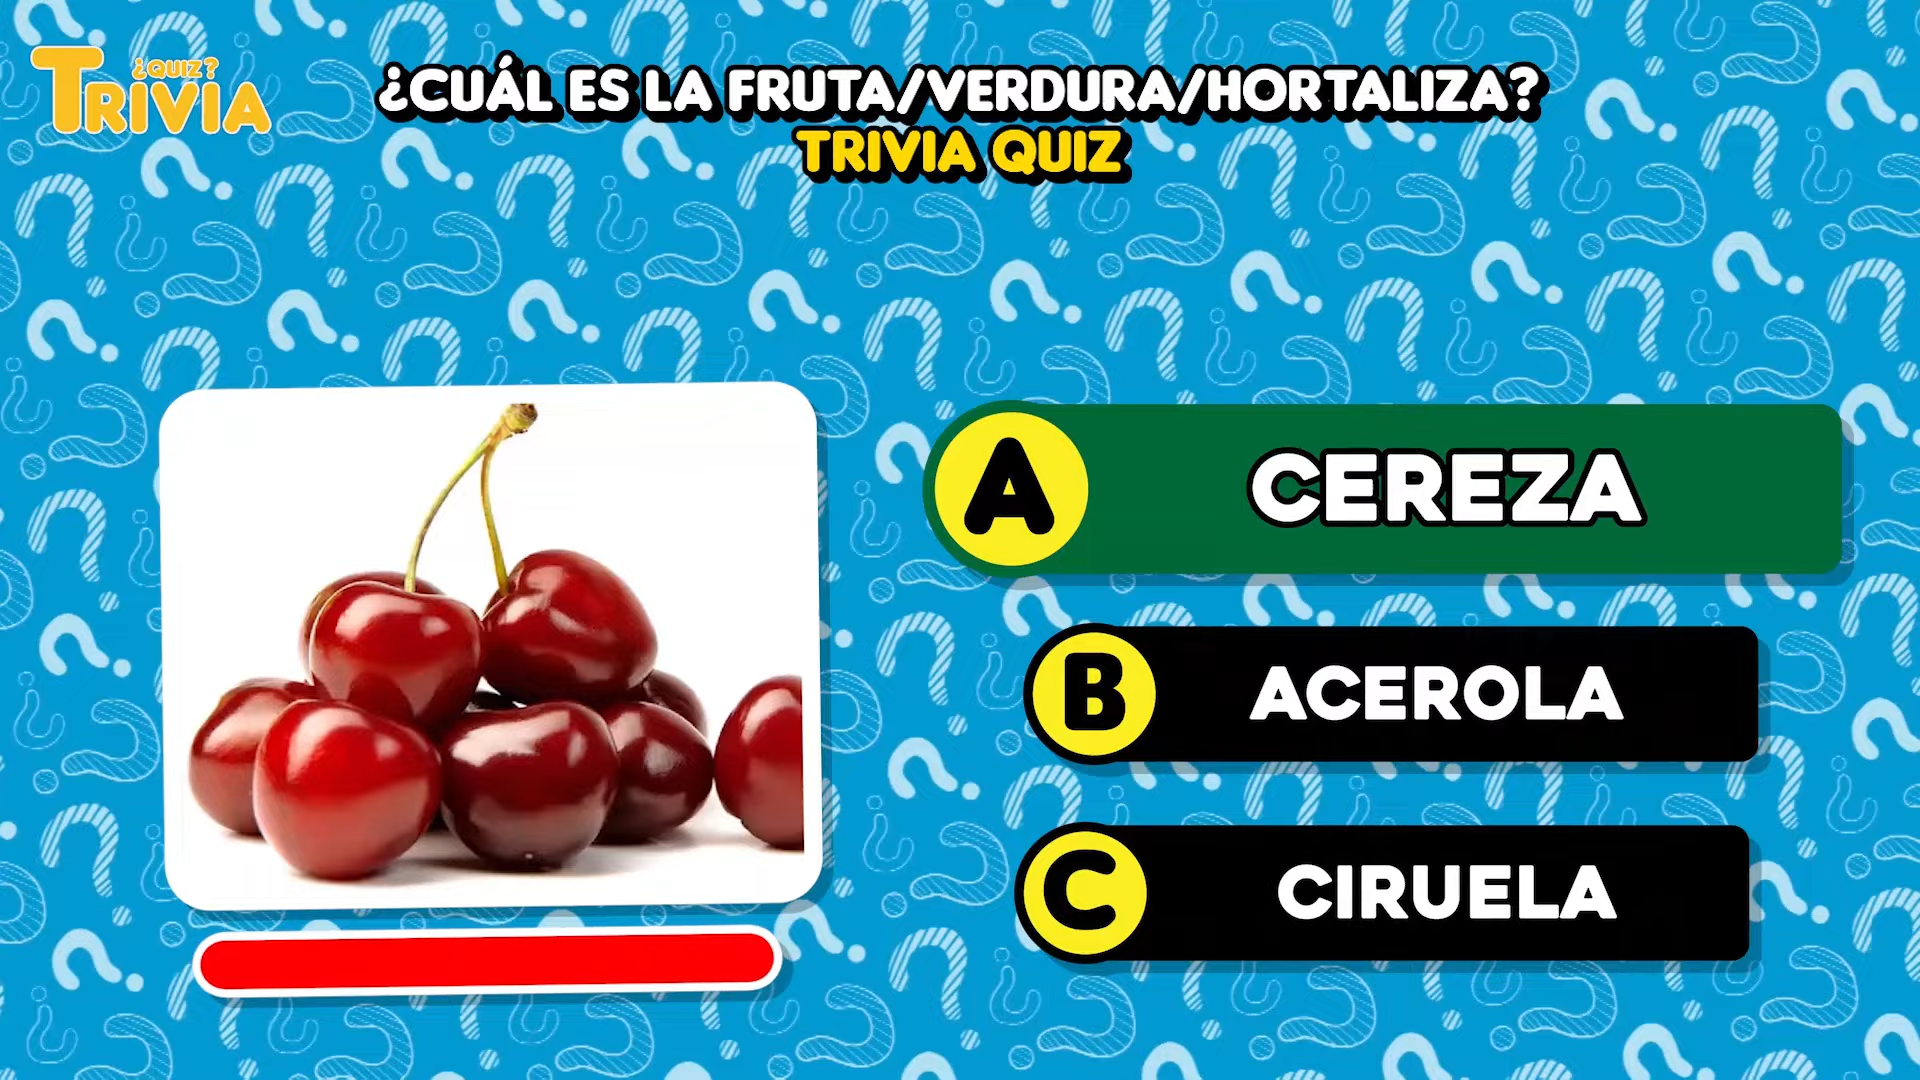 ¿QUIZ?
TRIVIA
¿CUÁL ES LA FRUTA/VERDURA/HORTALIZA?
TRIVIA QUIZ
A CEREZA
B ACEROLA
C CIRUELA